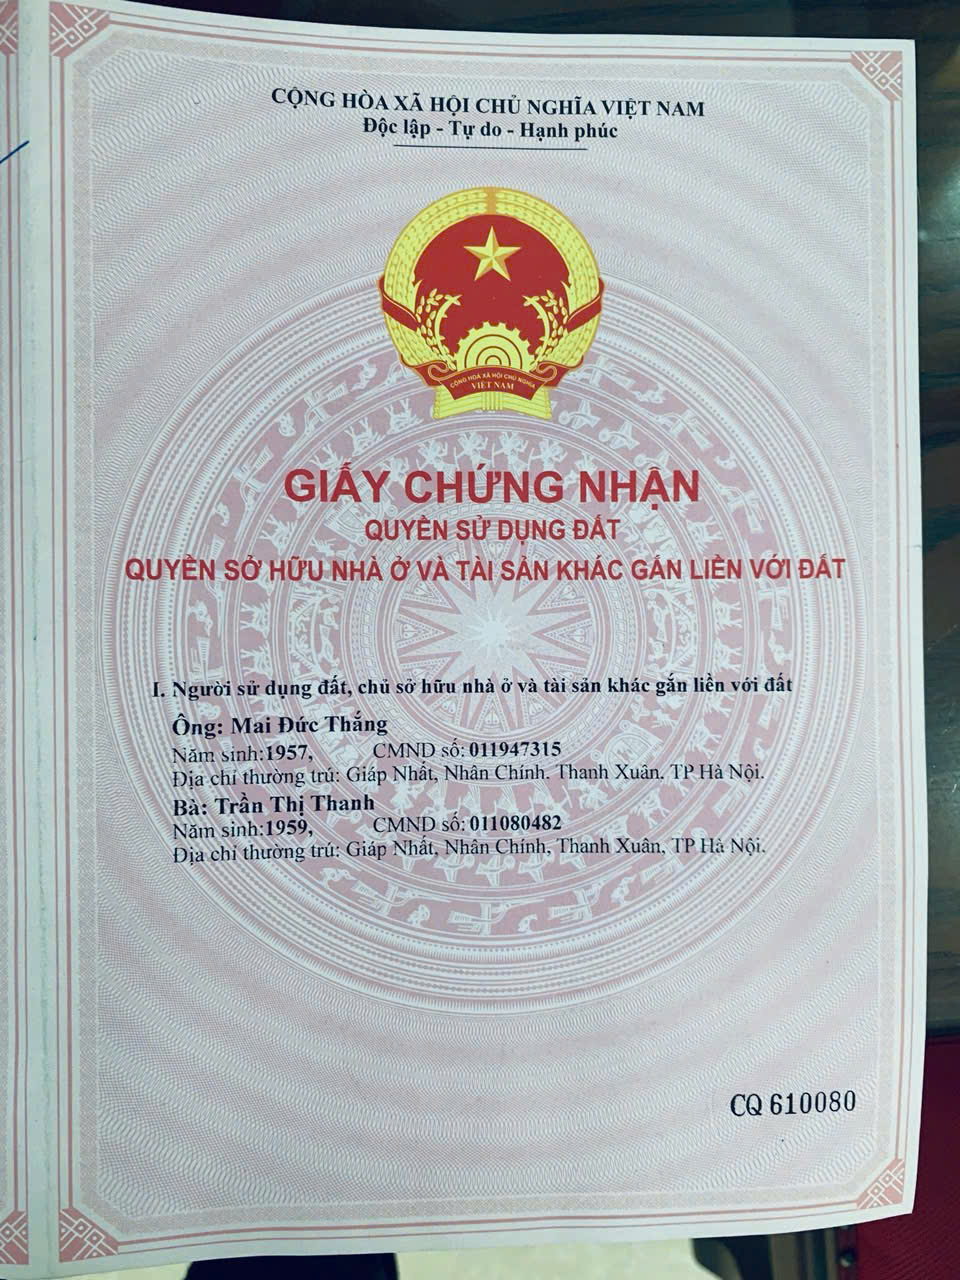 CỘNG HÒA XÃ HỘI CHỦ NGHĨA VIỆT NAM
Độc lập - Tự do - Hạnh phúc
CỘNG HOÀ XÃ HỘI CHỦ NGHĨA
VIỆT NAM
GIẤY CHỨNG NHẬN
QUYỀN SỬ DỤNG ĐẤT
QUYỀN SỞ HỮU NHÀ Ở VÀ TÀI SẢN KHÁC GẮN LIỀN VỚI ĐẤT
I. Người sử dụng đất, chủ sở hữu nhà ở và tài sản khác gắn liền với đất
Ông: Mai Đức Thắng
Năm sinh:1957, CMND số: 011947315
Địa chỉ thường trú: Giáp Nhất, Nhân Chính, Thanh Xuân, TP Hà Nội.
Bà: Trần Thị Thanh
Năm sinh:1959, CMND số: 011080482
Địa chỉ thường trú: Giáp Nhất, Nhân Chính, Thanh Xuân, TP Hà Nội.
CQ 610080